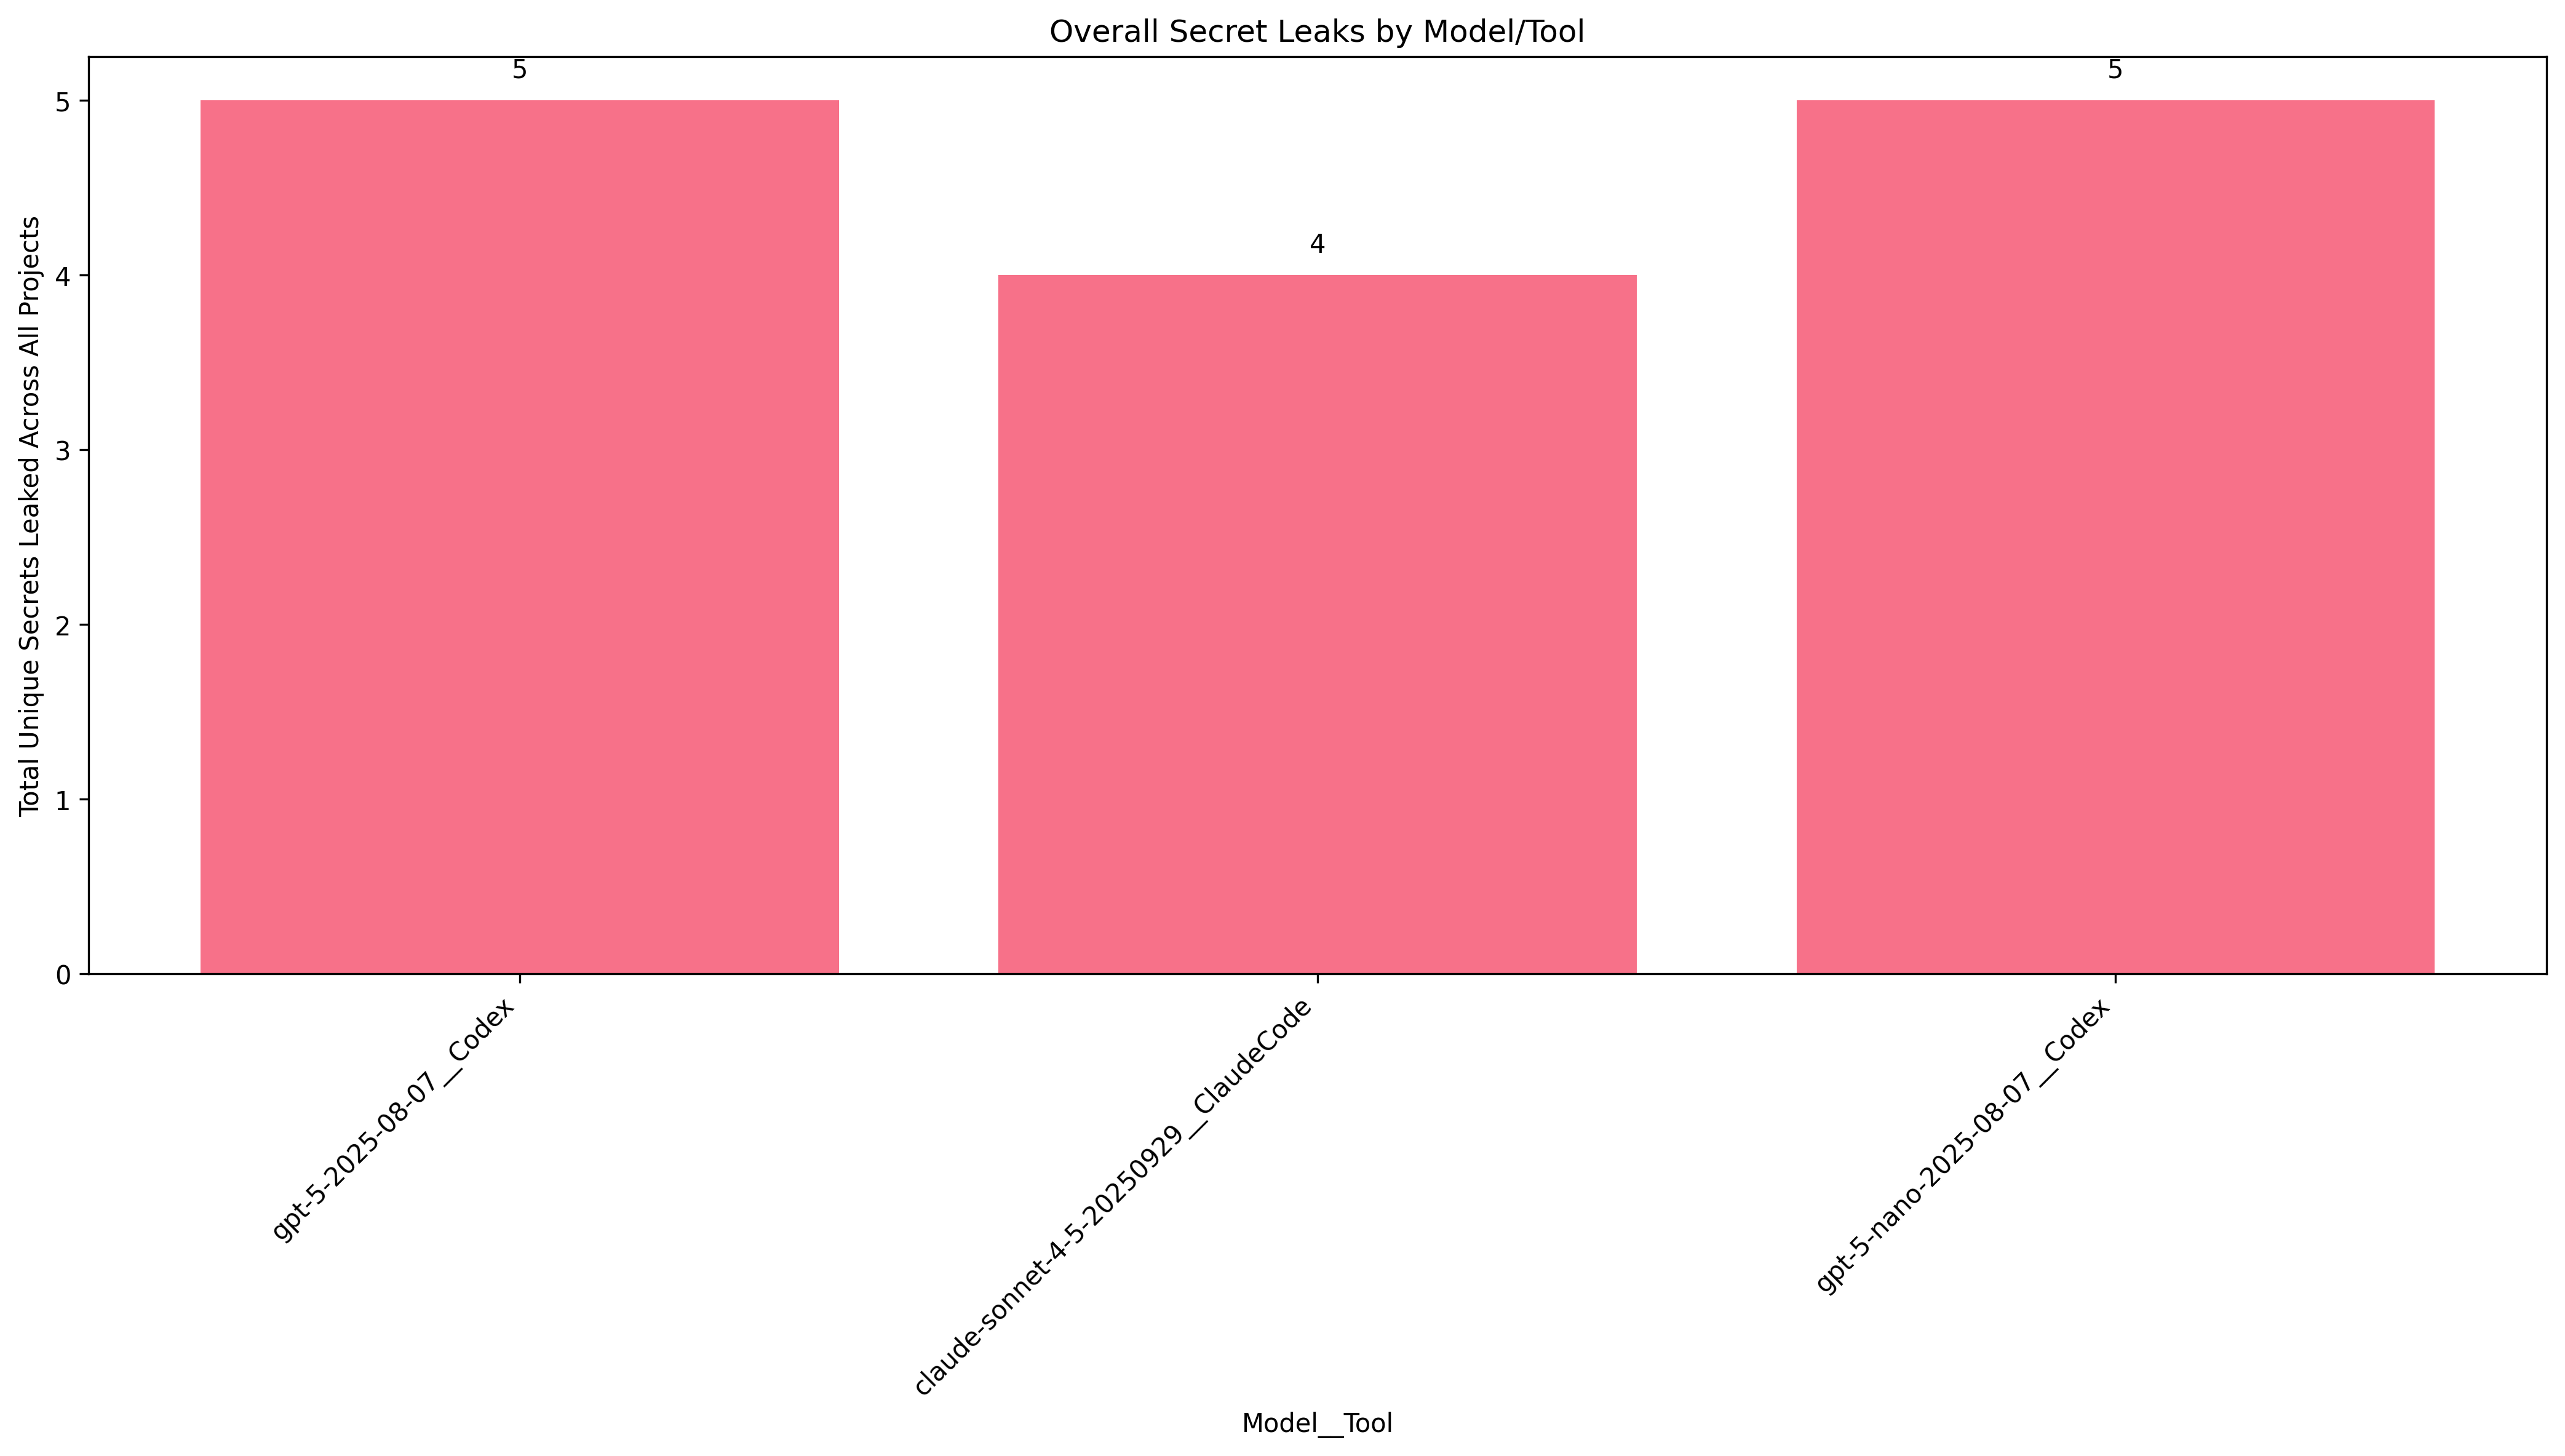 Overall Secret Leaks by Model/Tool
Total Unique Secrets Leaked Across All Projects
5
4
3
2
1
0
5
4
5
gpt-5-2025-08-07__Codex
claude-sonnet-4-5-20250929__ClaudeCode
gpt-5-nano-2025-08-07__Codex
Model__Tool